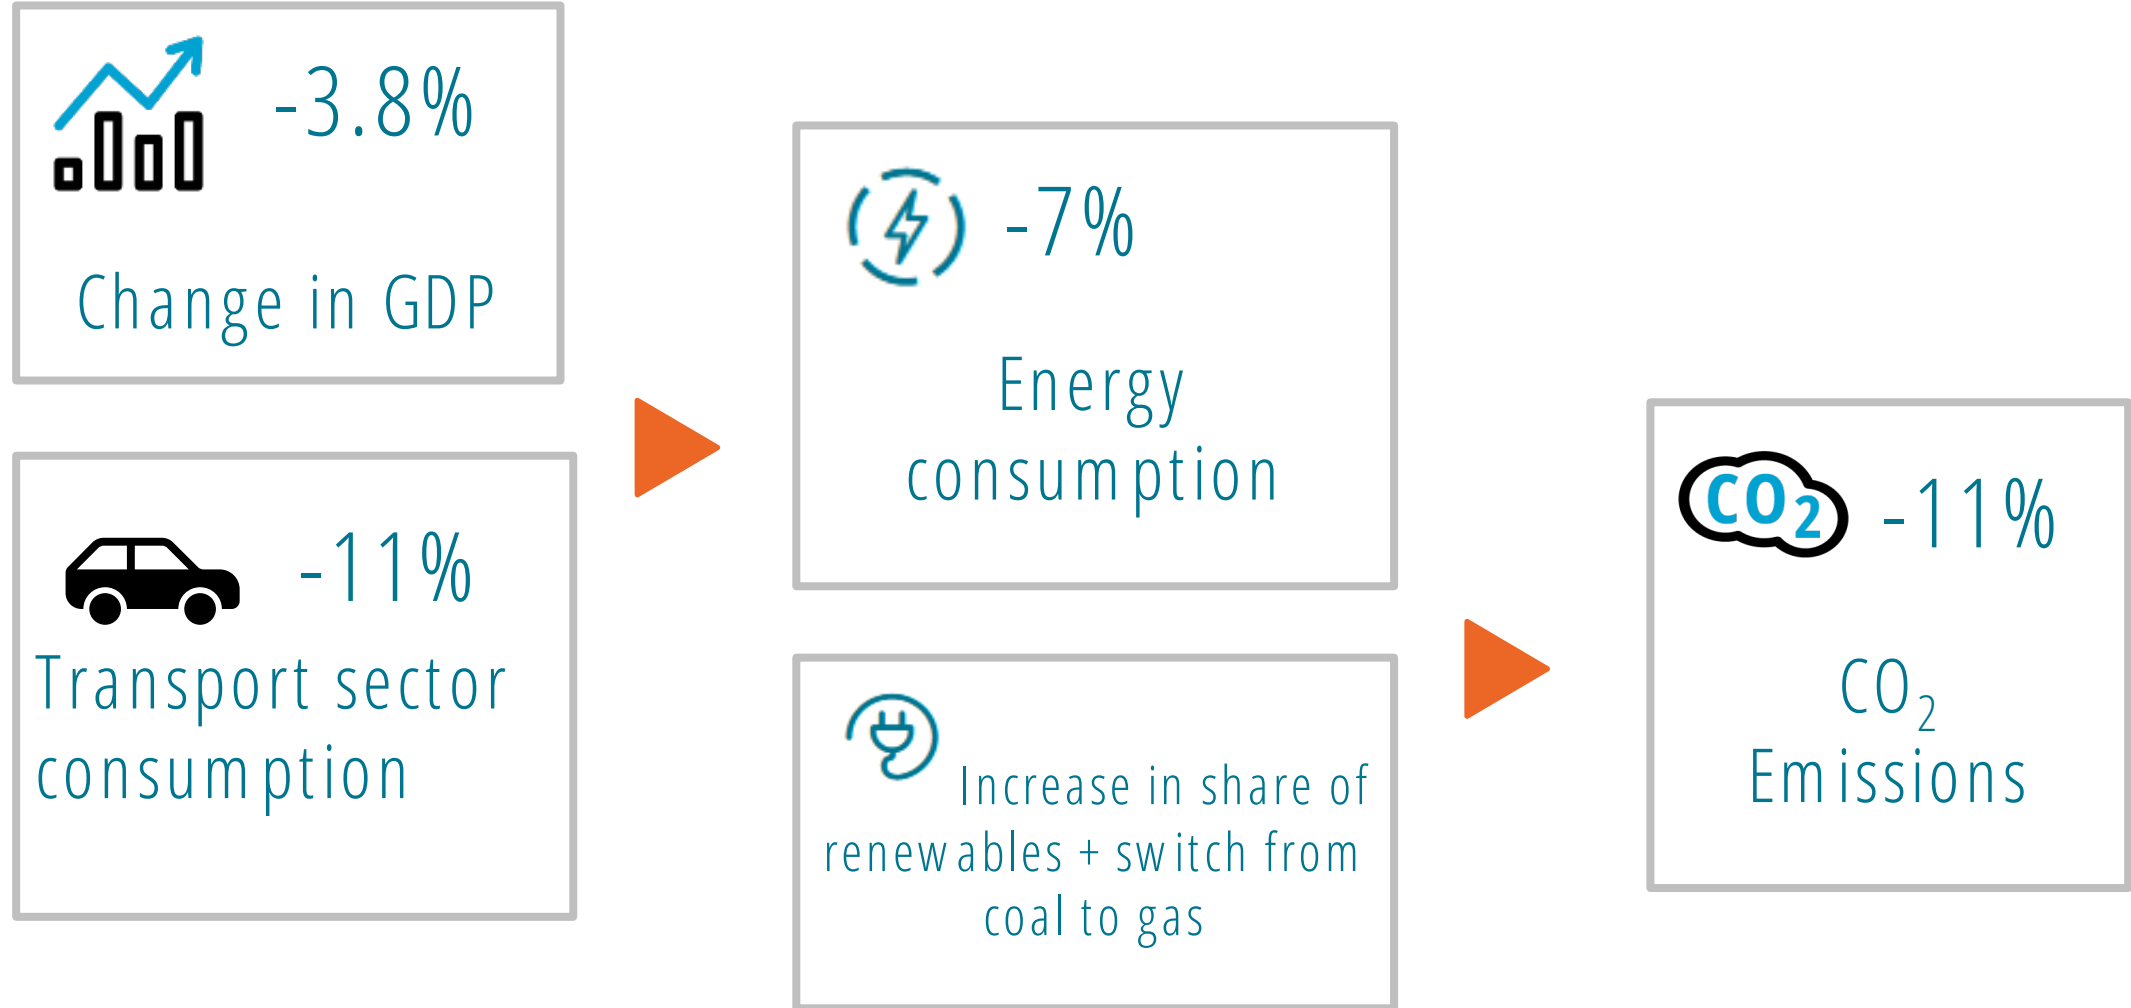 -3.8%
Change in GDP
-11%
Transport sector
consumption
-7%
Energy
consumption
Increase in share of
renewables + switch from
coal to gas
CO2
-11%
CO₂
Emissions